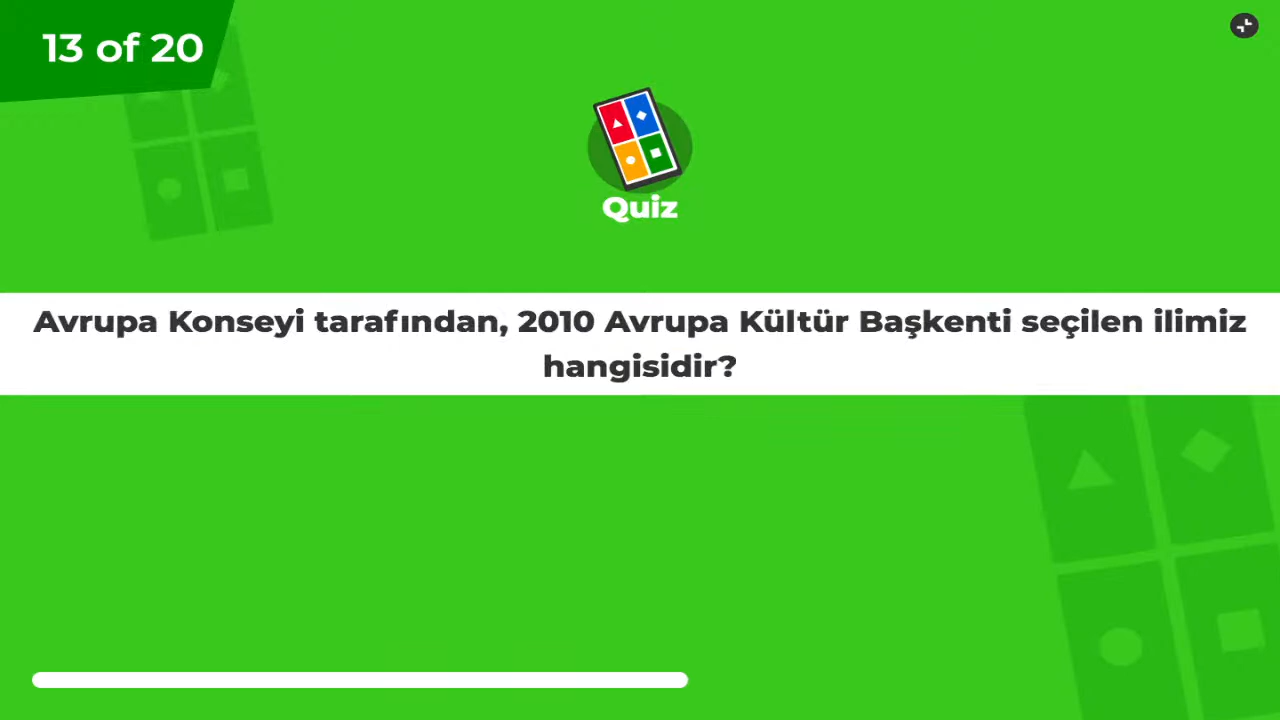 13 of 20
Quiz
Avrupa Konseyi tarafından, 2010 Avrupa Kültür Başkenti seçilen ilimiz
hangisidir?